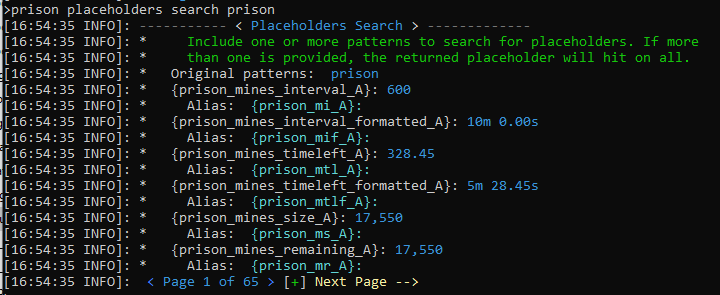 >prison placeholders search prison
[16:54:35 INFO]: ----------- < Placeholders Search > -------------
[16:54:35 INFO]: *     Include one or more patterns to search for placeholders. If more
[16:54:35 INFO]: *     than one is provided, the returned placeholder will hit on all.
[16:54:35 INFO]: *   Original patterns:  prison
[16:54:35 INFO]: *   {prison_mines_interval_A}: 600
[16:54:35 INFO]: *     Alias:  {prison_mi_A}:
[16:54:35 INFO]: *   {prison_mines_interval_formatted_A}: 10m 0.00s
[16:54:35 INFO]: *     Alias:  {prison_mif_A}:
[16:54:35 INFO]: *   {prison_mines_timeleft_A}: 328.45
[16:54:35 INFO]: *     Alias:  {prison_mtl_A}:
[16:54:35 INFO]: *   {prison_mines_timeleft_formatted_A}: 5m 28.45s
[16:54:35 INFO]: *     Alias:  {prison_mtlf_A}:
[16:54:35 INFO]: *   {prison_mines_size_A}: 17,550
[16:54:35 INFO]: *     Alias:  {prison_ms_A}:
[16:54:35 INFO]: *   {prison_mines_remaining_A}: 17,550
[16:54:35 INFO]: *     Alias:  {prison_mr_A}:
[16:54:35 INFO]:  < Page 1 of 65 > [+] Next Page -->